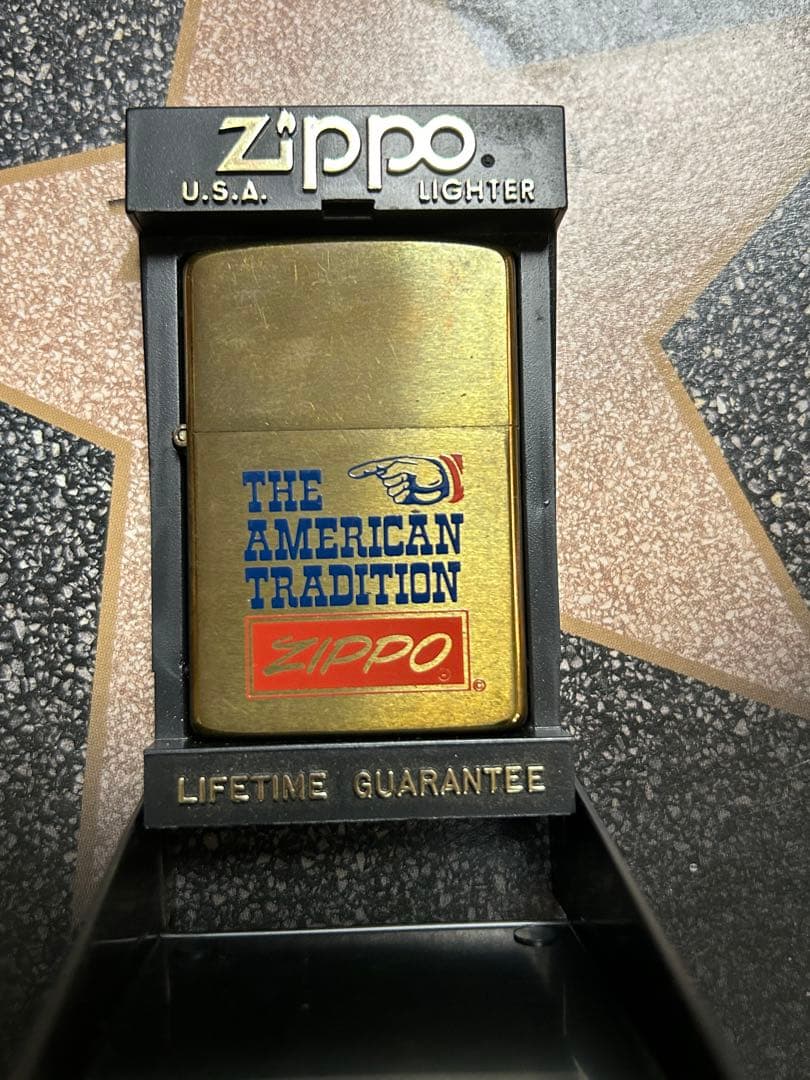 Zippo
U.S.A. LIGHTER
THE
AMERICAN
TRADITION
ZIPPO®
©
LIFETIME GUARANTEE